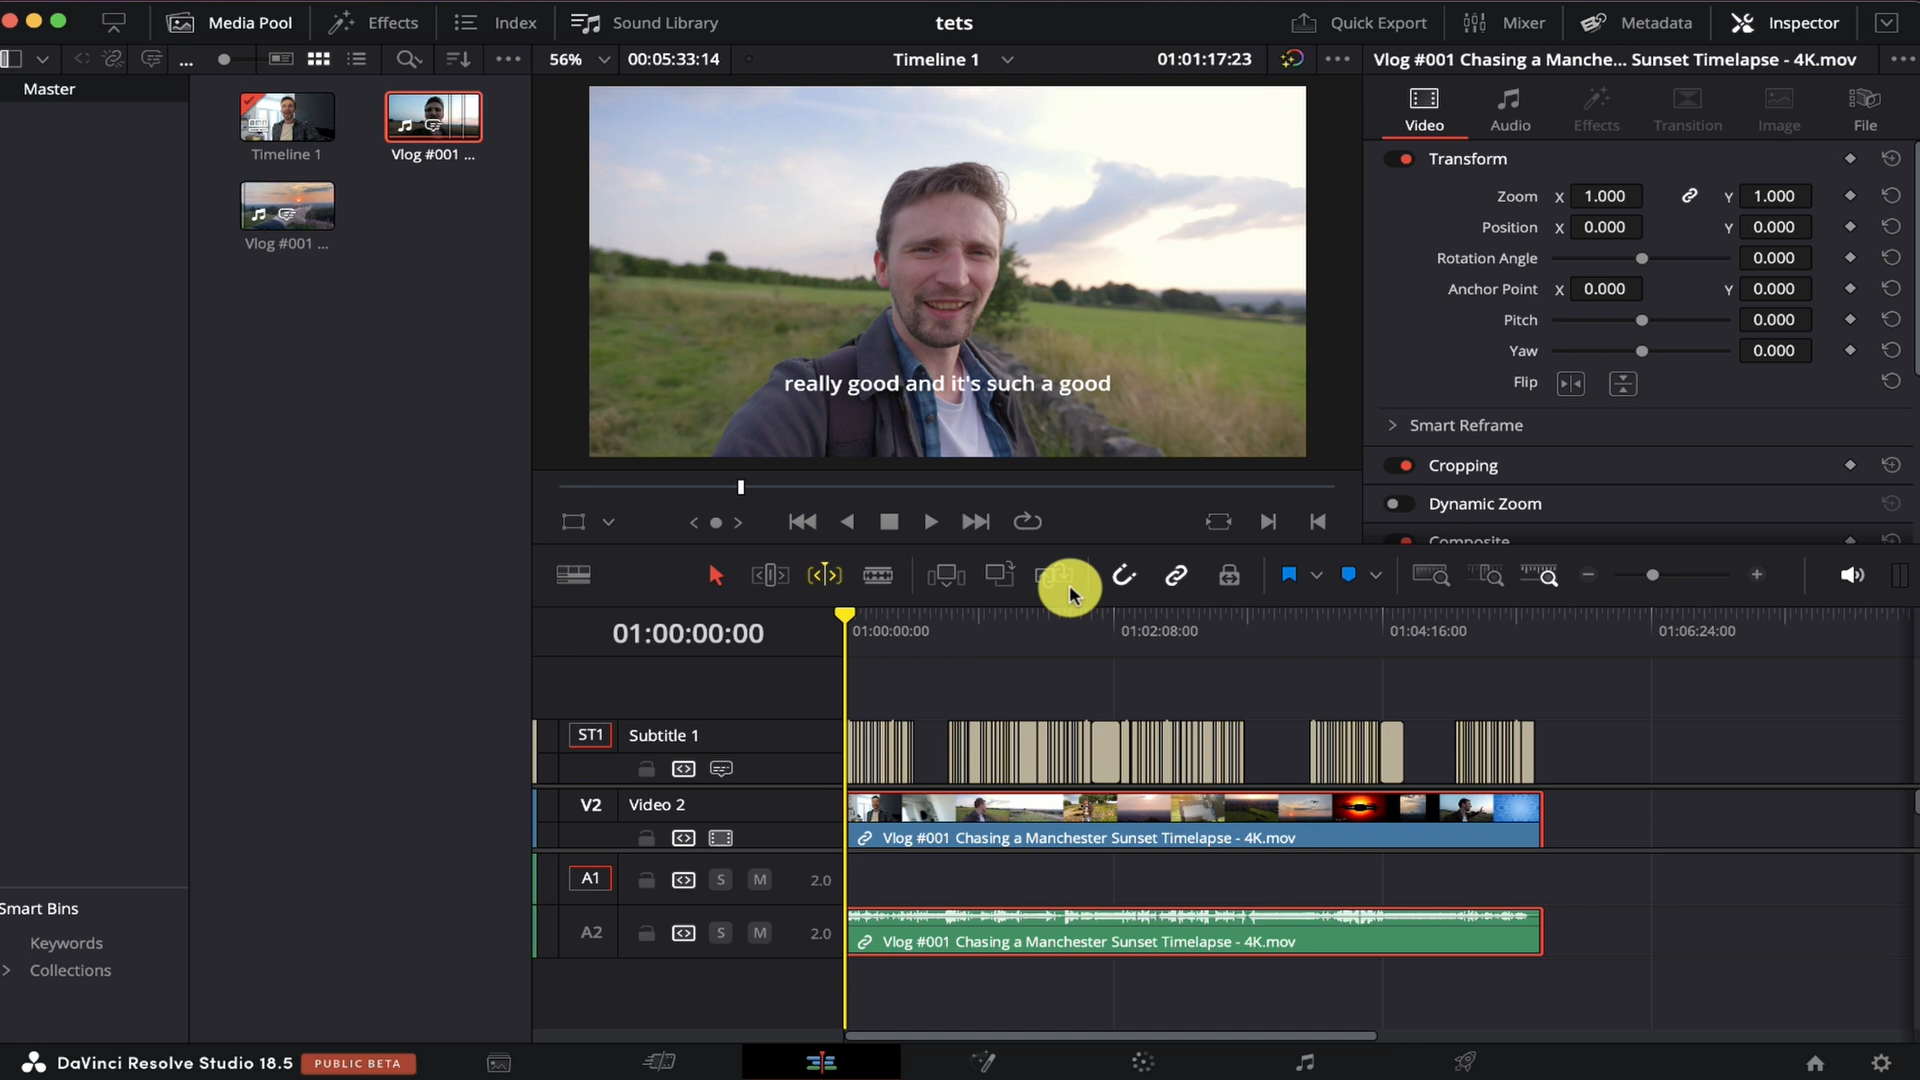 Media Pool
Effects
Index
Sound Library
tets
Quick Export
Mixer
Metadata
Inspector
56%
00:05:33:14
Timeline 1
01:01:17:23
Vlog #001 Chasing a Manche... Sunset Timelapse - 4K.mov
Master
Timeline 1
Vlog #001 ...
Vlog #001 ...
Video
Audio
Effects
Transition
Image
File
Transform
Zoom X 1.000 Y 1.000
Position X 0.000 Y 0.000
Rotation Angle 0.000
Anchor Point X 0.000 Y 0.000
Pitch 0.000
Yaw 0.000
Flip
Smart Reframe
Cropping
Dynamic Zoom
Composite
really good and it's such a good
01:00:00:00
01:00:00:00
01:02:08:00
01:04:16:00
01:06:24:00
ST1 Subtitle 1
V2 Video 2
Vlog #001 Chasing a Manchester Sunset Timelapse - 4K.mov
A1 S M 2.0
A2 S M 2.0
Vlog #001 Chasing a Manchester Sunset Timelapse - 4K.mov
Smart Bins
Keywords
Collections
DaVinci Resolve Studio 18.5 PUBLIC BETA